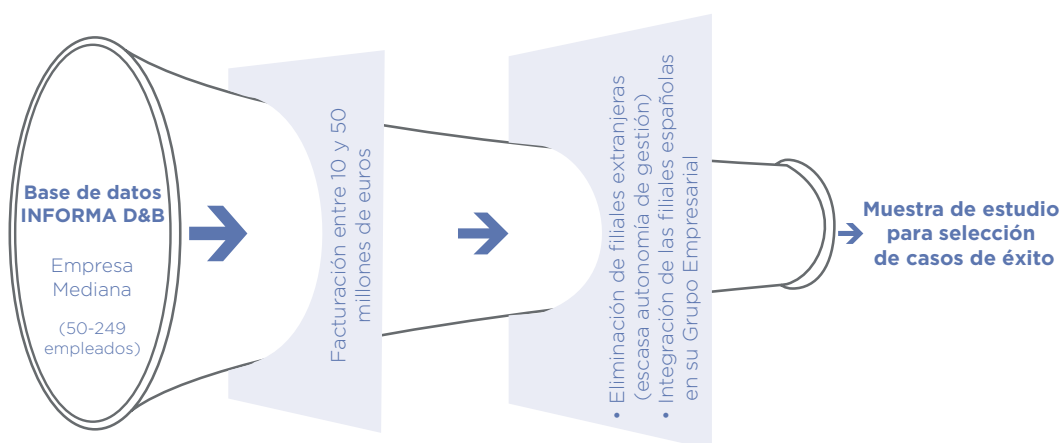 Base de datos
INFORMA D&B
Empresa
Mediana
(50-249
empleados)
Facturación entre 10 y 50
millones de euros
• Eliminación de filiales extranjeras
(escasa autonomía de gestión)
• Integración de las filiales españolas
en su Grupo Empresarial
Muestra de estudio
para selección
de casos de éxito